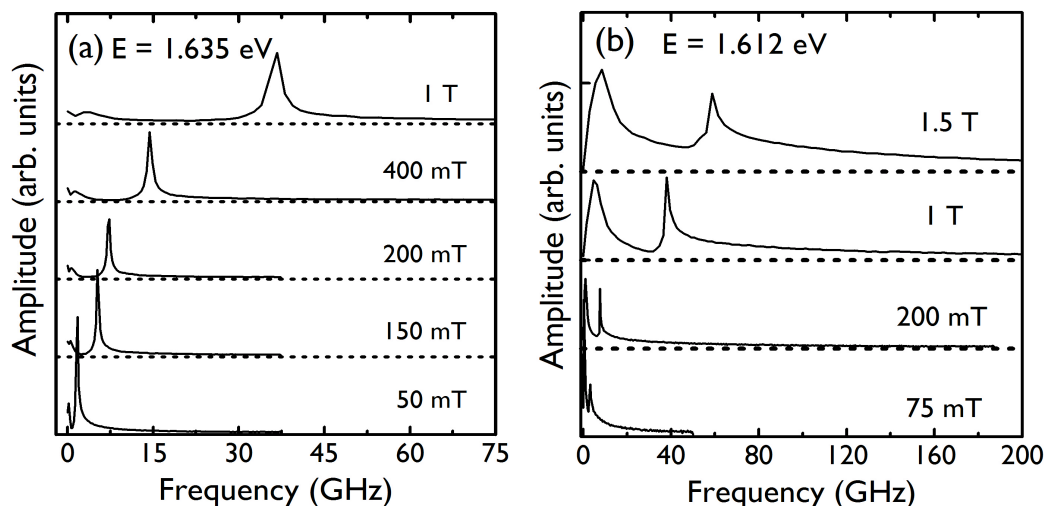 (a) E = 1.635 eV
1 T
400 mT
200 mT
150 mT
50 mT
Amplitude (arb. units)
0 15 30 45 60 75
Frequency (GHz)
(b) E = 1.612 eV
1.5 T
1 T
200 mT
75 mT
Amplitude (arb. units)
0 40 80 120 160 200
Frequency (GHz)